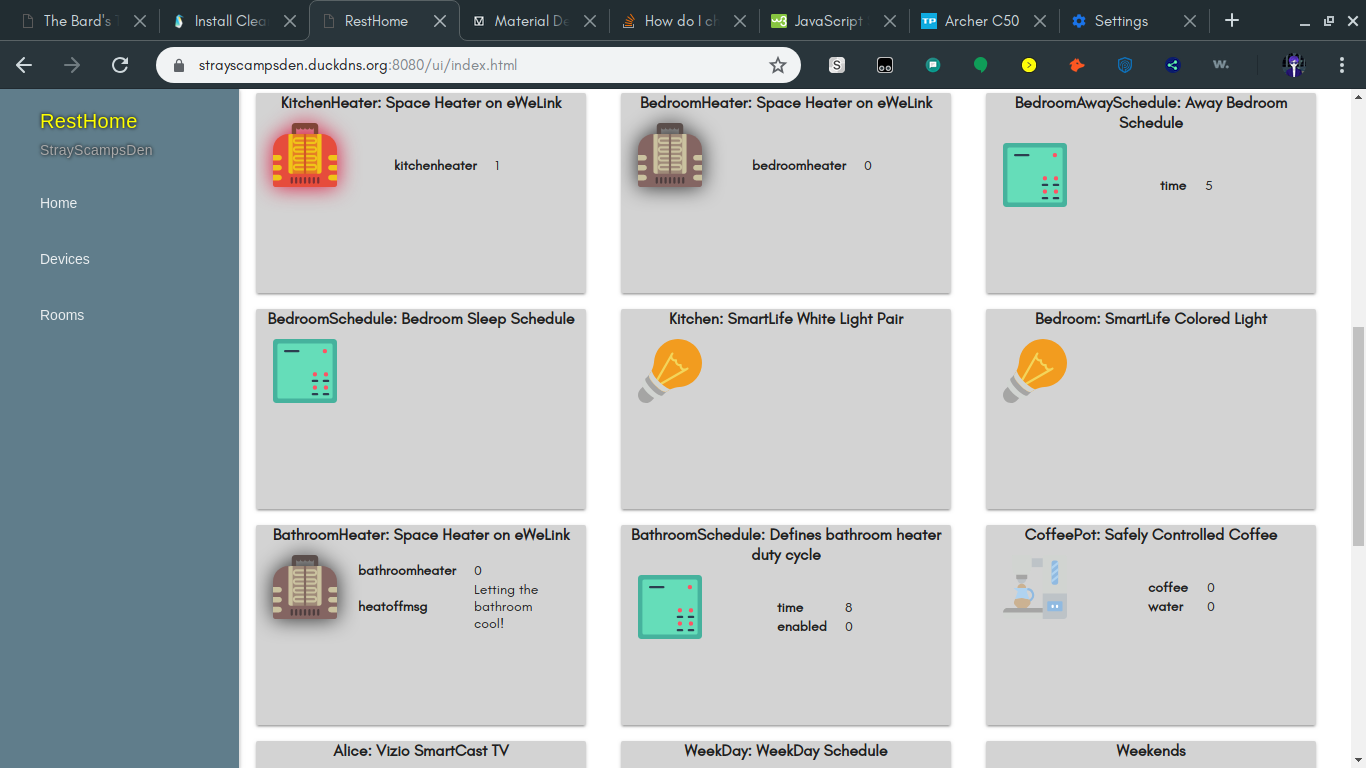 The Bard's T
Install Clea
RestHome
Material De
How do I ch
JavaScript
Archer C50
Settings
strayscampsden.duckdns.org:8080/ui/index.html
S
w.
RestHome
StrayScampsDen
Home
Devices
Rooms
KitchenHeater: Space Heater on eWeLink
kitchenheater 1
BedroomHeater: Space Heater on eWeLink
bedroomheater 0
BedroomAwaySchedule: Away Bedroom
Schedule
time 5
BedroomSchedule: Bedroom Sleep Schedule
Kitchen: SmartLife White Light Pair
Bedroom: SmartLife Colored Light
BathroomHeater: Space Heater on eWeLink
bathroomheater 0
heatoffmsg Letting the
bathroom
cool!
BathroomSchedule: Defines bathroom heater
duty cycle
time 8
enabled 0
CoffeePot: Safely Controlled Coffee
coffee 0
water 0
Alice: Vizio SmartCast TV
WeekDay: WeekDay Schedule
Weekends